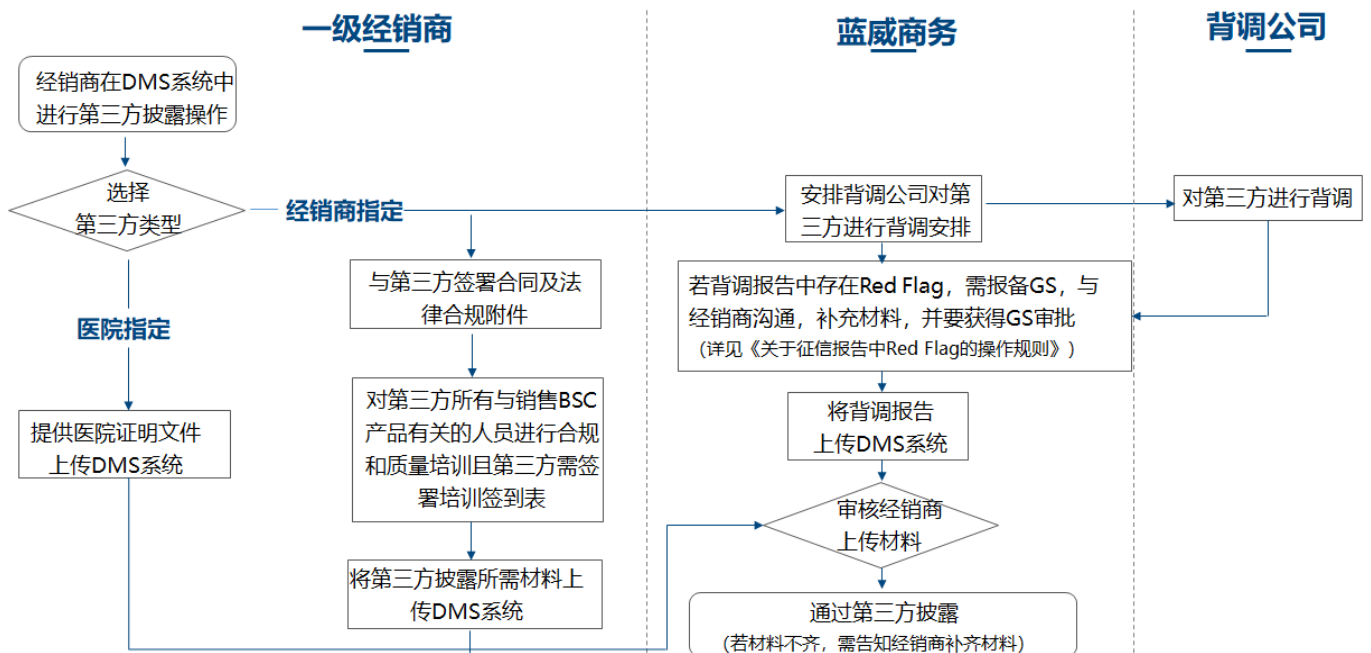 一级经销商
蓝威商务
背调公司
经销商在DMS系统中
进行第三方披露操作
选择
第三方类型
经销商指定
安排背调公司对第
三方进行背调安排
对第三方进行背调
与第三方签署合同及法
律合规附件
若背调报告中存在Red Flag，需报备GS，与
经销商沟通，补充材料，并要获得GS审批
（详见《关于征信报告中Red Flag的操作规则》）
医院指定
对第三方所有与销售BSC
产品有关的人员进行合规
和质量培训且第三方需签
署培训签到表
将背调报告
上传DMS系统
提供医院证明文件
上传DMS系统
审核经销商
上传材料
将第三方披露所需材料上
传DMS系统
通过第三方披露
（若材料不齐，需告知经销商补齐材料）